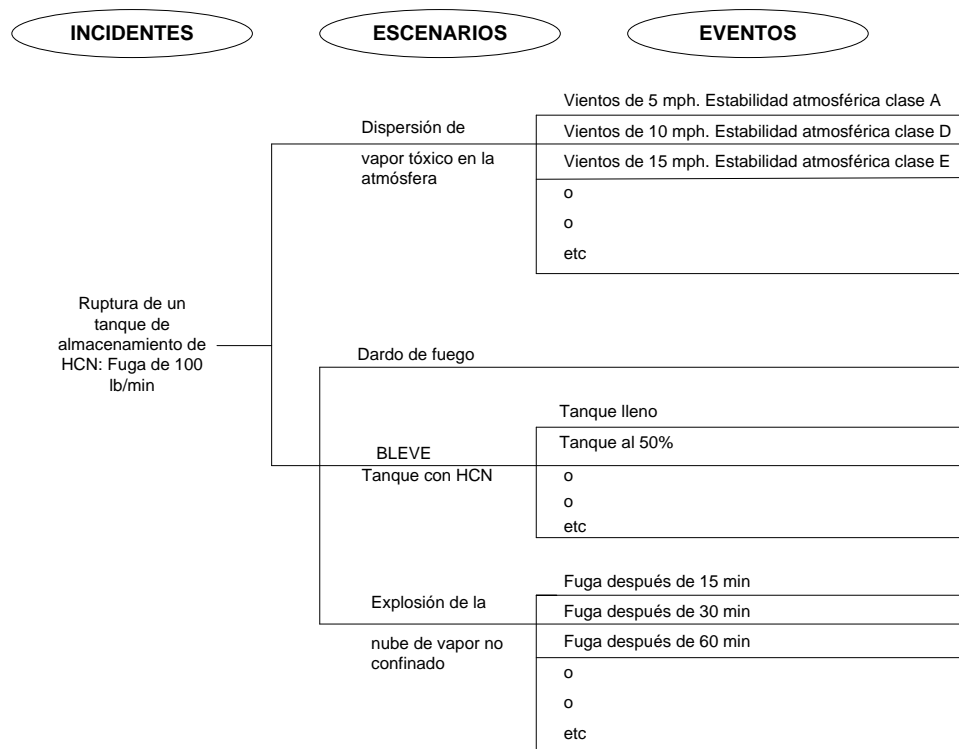 INCIDENTES
ESCENARIOS
EVENTOS
Ruptura de un
tanque de
almacenamiento de
HCN: Fuga de 100
lb/min
Dispersión de
vapor tóxico en la
atmósfera
Vientos de 5 mph. Estabilidad atmosférica clase A
Vientos de 10 mph. Estabilidad atmosférica clase D
Vientos de 15 mph. Estabilidad atmosférica clase E
o
o
etc
Dardo de fuego
BLEVE
Tanque con HCN
Tanque lleno
Tanque al 50%
o
o
etc
Explosión de la
nube de vapor no
confinado
Fuga después de 15 min
Fuga después de 30 min
Fuga después de 60 min
o
o
etc